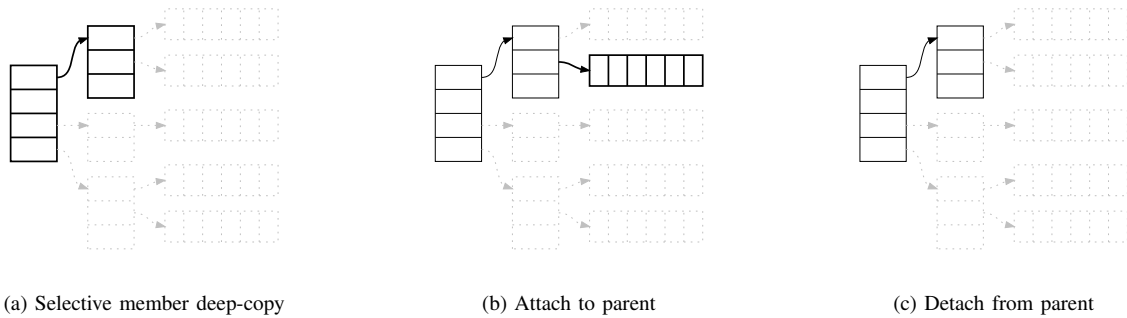 (a) Selective member deep-copy
(b) Attach to parent
(c) Detach from parent